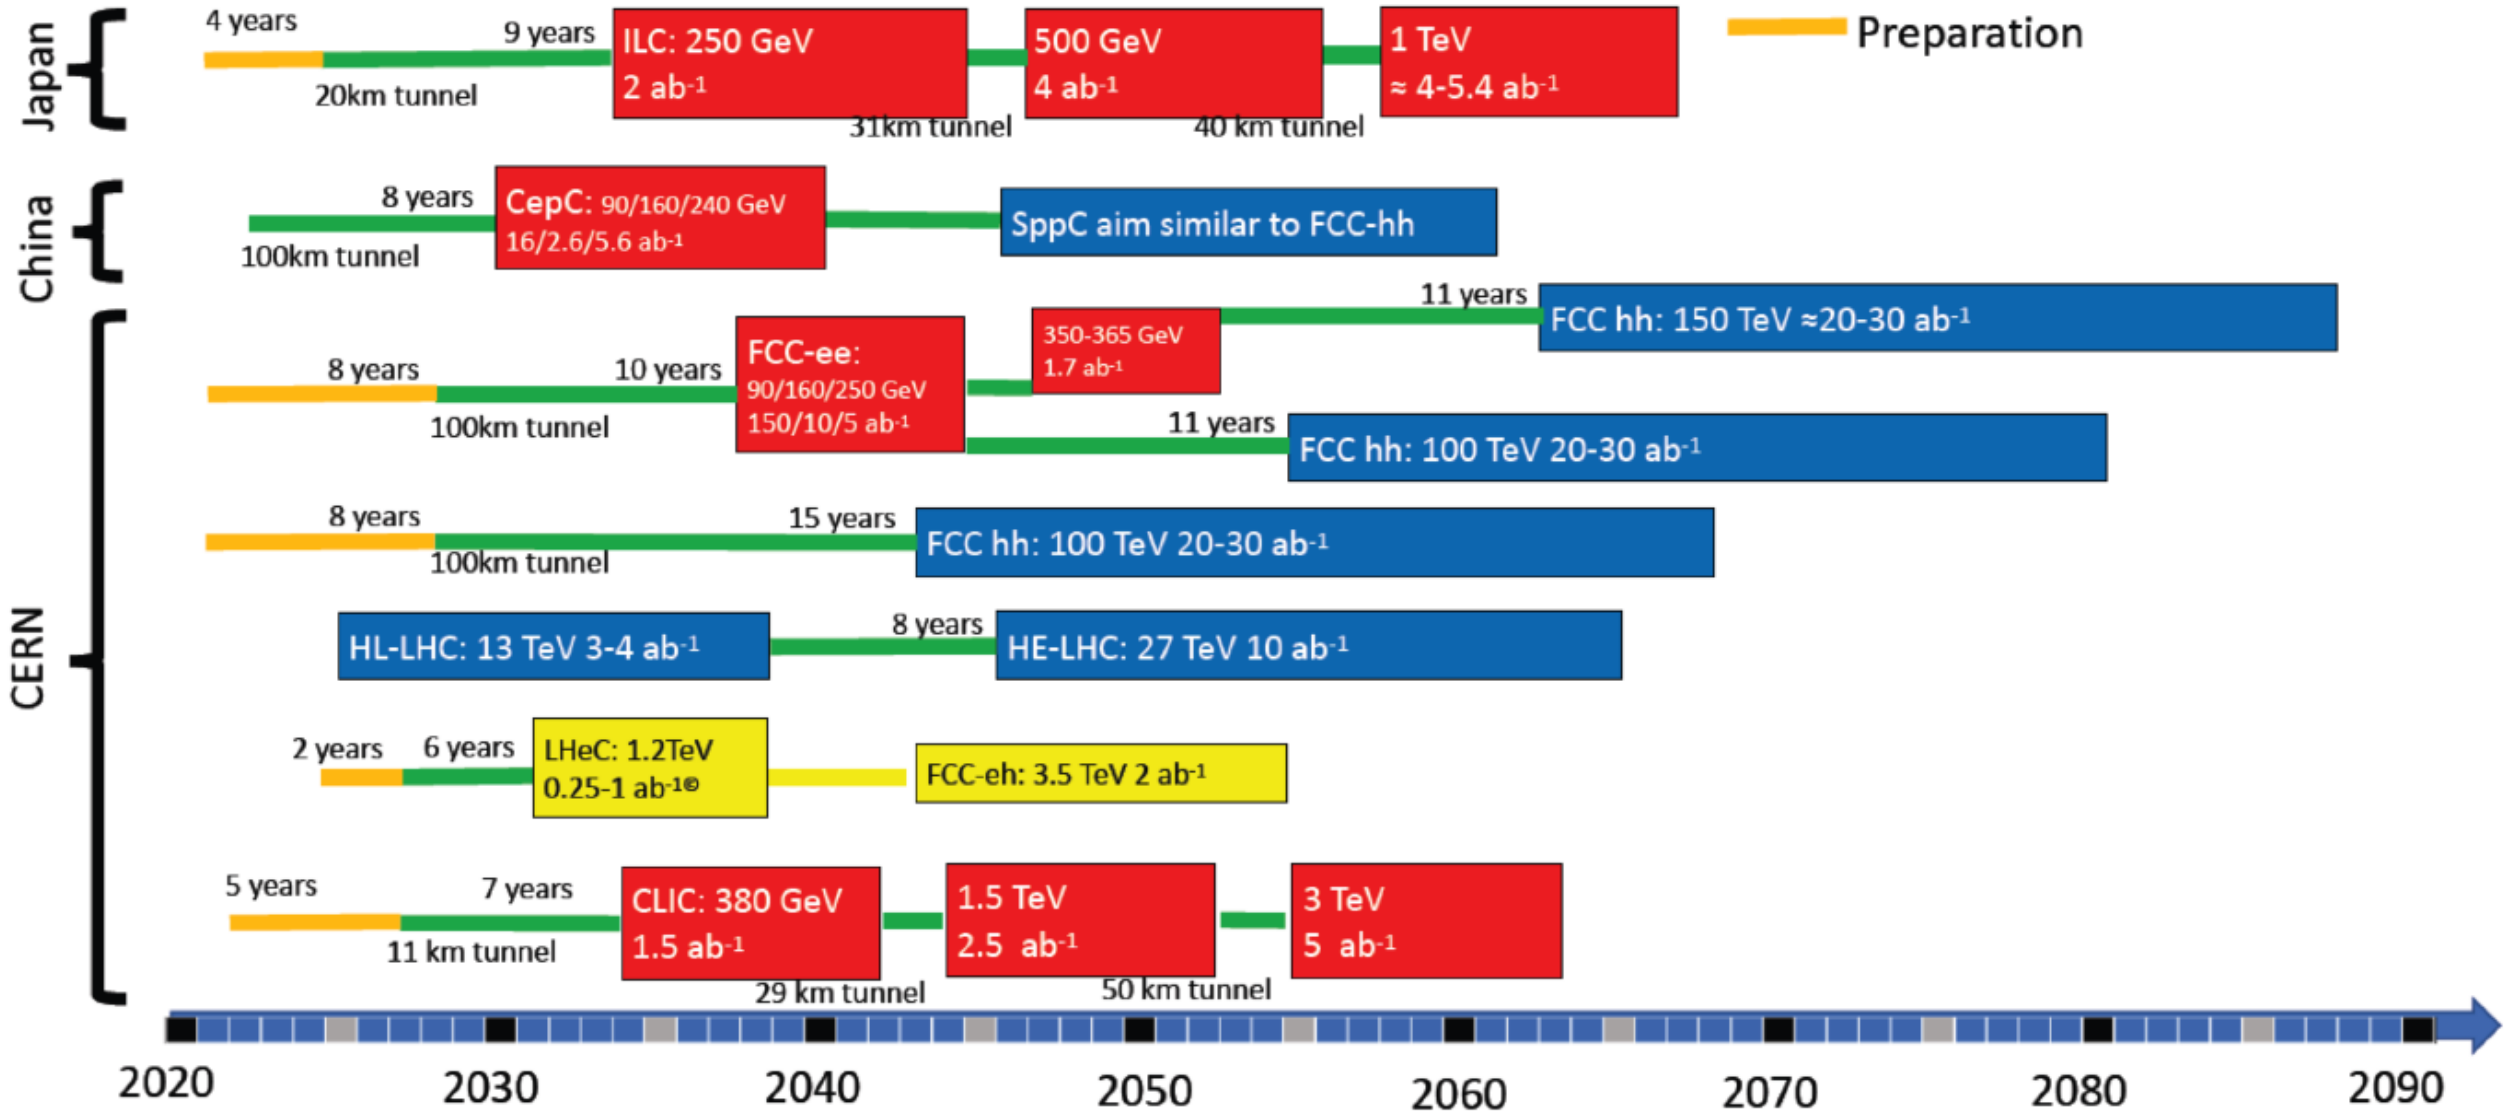 Japan
4 years
9 years
20km tunnel
ILC: 250 GeV
2 ab-1
31km tunnel
500 GeV
4 ab-1
40 km tunnel
1 TeV
≈ 4-5.4 ab-1
Preparation
China
8 years
100km tunnel
CepC: 90/160/240 GeV
16/2.6/5.6 ab-1
SppC aim similar to FCC-hh
CERN
8 years
10 years
100km tunnel
FCC-ee:
90/160/250 GeV
150/10/5 ab-1
350-365 GeV
1.7 ab-1
11 years
FCC hh: 150 TeV ≈20-30 ab-1
11 years
FCC hh: 100 TeV 20-30 ab-1
8 years
15 years
100km tunnel
FCC hh: 100 TeV 20-30 ab-1
HL-LHC: 13 TeV 3-4 ab-1
8 years
HE-LHC: 27 TeV 10 ab-1
2 years
6 years
LHeC: 1.2TeV
0.25-1 ab-1©
FCC-eh: 3.5 TeV 2 ab-1
5 years
7 years
11 km tunnel
CLIC: 380 GeV
1.5 ab-1
29 km tunnel
1.5 TeV
2.5 ab-1
50 km tunnel
3 TeV
5 ab-1
2020 2030 2040 2050 2060 2070 2080 2090